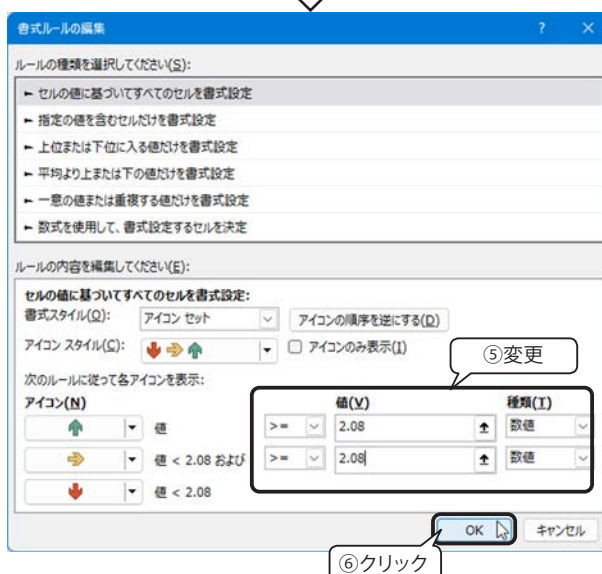 書式ルールの編集 ? ×
ルールの種類を選択してください(S):
► セルの値に基づいてすべてのセルを書式設定
► 指定の値を含むセルだけを書式設定
► 上位または下位に入る値だけを書式設定
► 平均より上または下の値だけを書式設定
► 一意の値または重複する値だけを書式設定
► 数式を使用して、書式設定するセルを決定
ルールの内容を編集してください(E):
セルの値に基づいてすべてのセルを書式設定:
書式スタイル(O): アイコン セット アイコンの順序を逆にする(D)
アイコン スタイル(C): アイコンのみ表示(I)
⑤変更
次のルールに従って各アイコンを表示:
アイコン(N) 値(V) 種類(T)
値 >= 2.08 数値
値 < 2.08 および >= 2.08 数値
値 < 2.08
OK キャンセル
⑥クリック